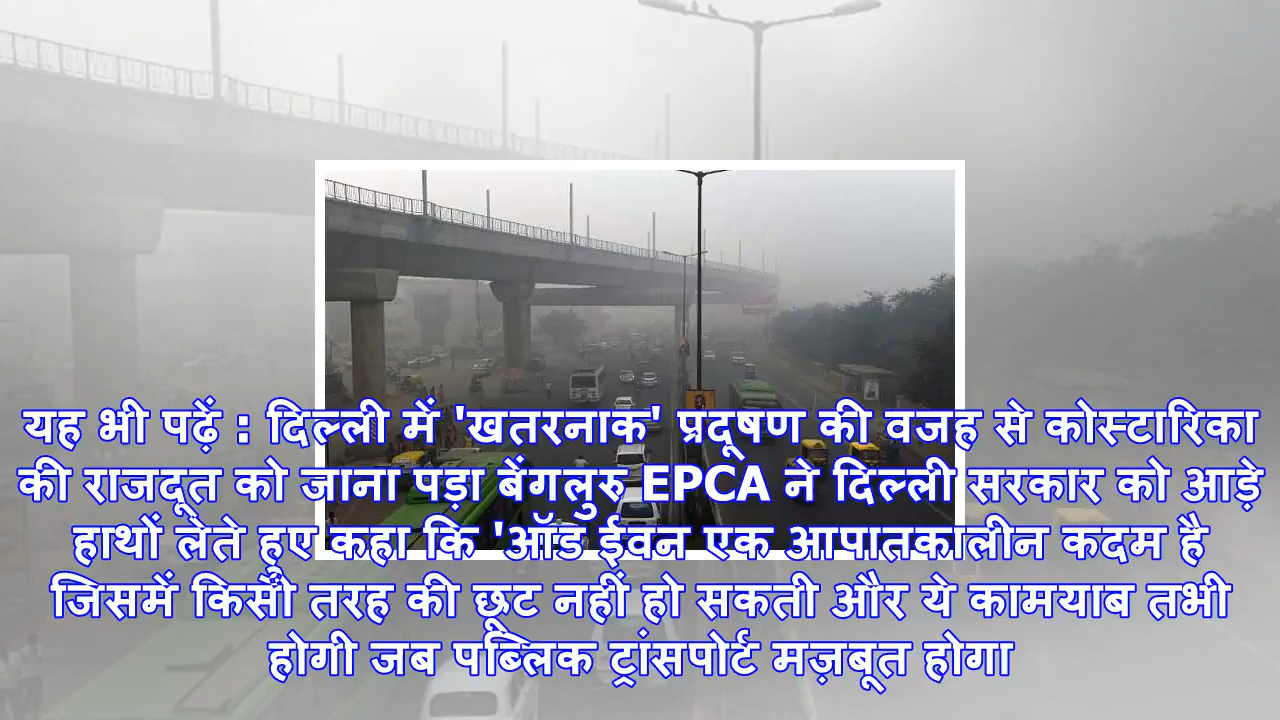 यह भी पढ़ें : दिल्ली में 'खतरनाक' प्रदूषण की वजह से कोस्टारिका
की राजदूत को जाना पड़ा बेंगलुरु EPCA ने दिल्ली सरकार को आड़े
हाथों लेते हुए कहा कि 'ऑड ईवन एक आपातकालीन कदम है
जिसमें किसी तरह की छूट नहीं हो सकती और ये कामयाब तभी
होगी जब पब्लिक ट्रांसपोर्ट मज़बूत होगा